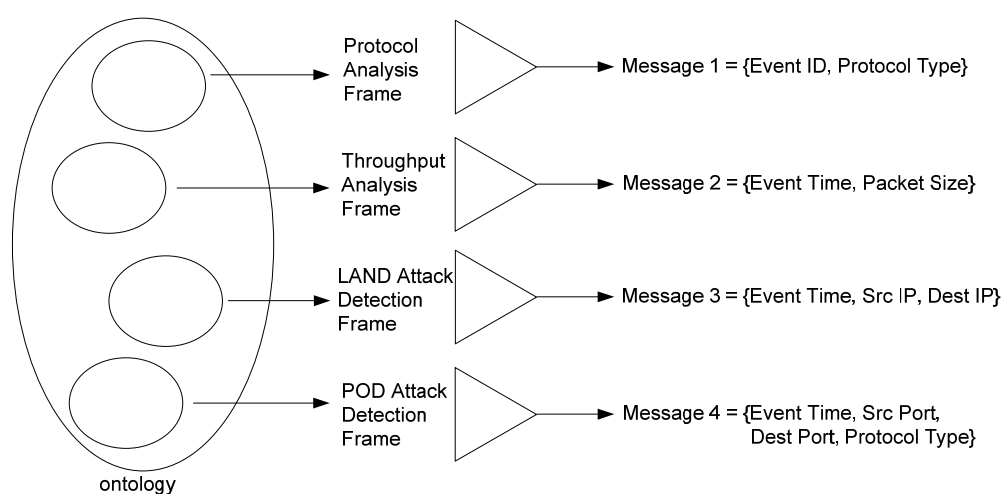 Protocol
Analysis
Frame
Message 1 = {Event ID, Protocol Type}
Throughput
Analysis
Frame
Message 2 = {Event Time, Packet Size}
LAND Attack
Detection
Frame
Message 3 = {Event Time, Src IP, Dest IP}
POD Attack
Detection
Frame
Message 4 = {Event Time, Src Port,
Dest Port, Protocol Type}
ontology